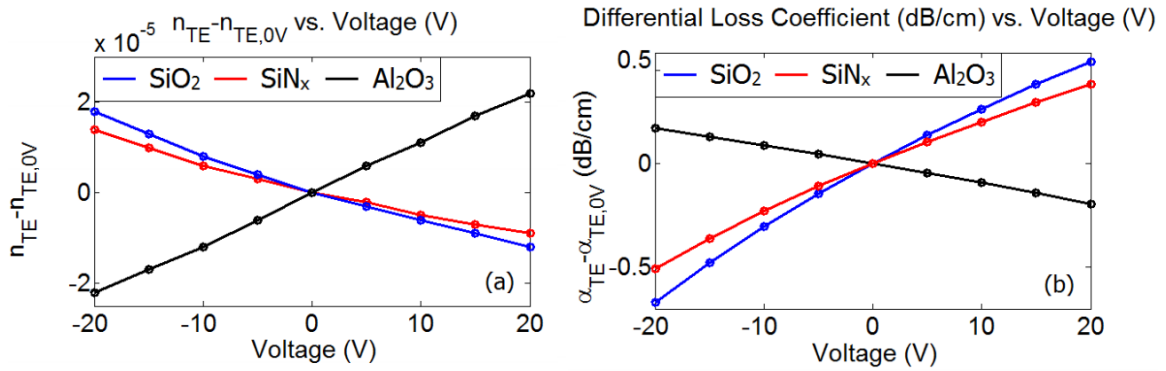 n_TE-n_TE,0V vs. Voltage (V)
x 10^-5
SiO₂ SiNₓ Al₂O₃
2
0
-2
-20 -10 0 10 20
n_TE-n_TE,0V
Voltage (V)
(a)
Differential Loss Coefficient (dB/cm) vs. Voltage (V)
SiO₂ SiNₓ Al₂O₃
0.5
0
-0.5
-20 -10 0 10 20
α_TE-α_TE,0V (dB/cm)
Voltage (V)
(b)